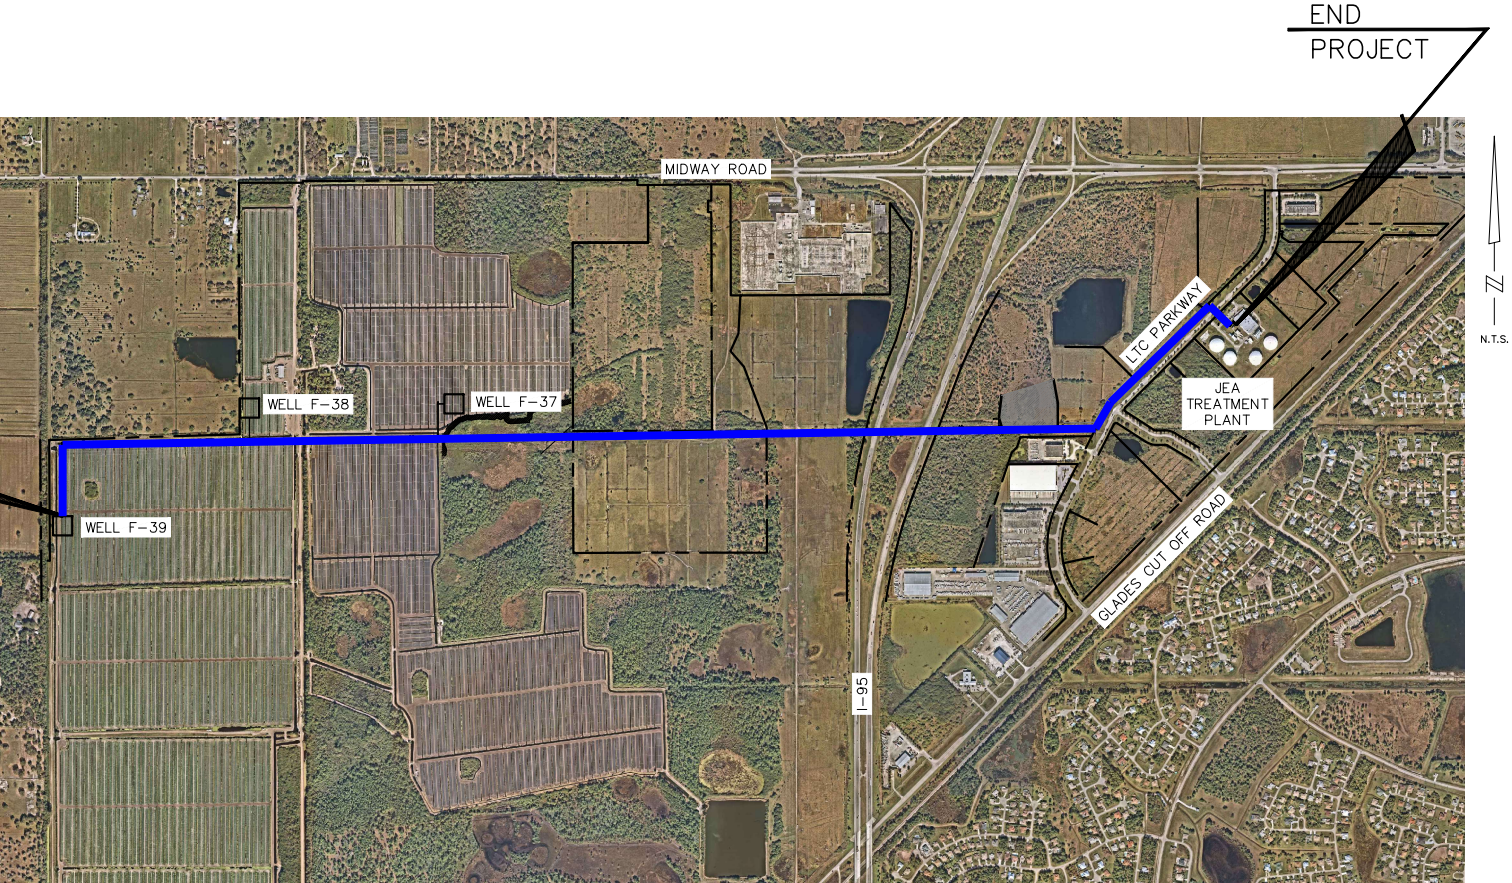 END
PROJECT
MIDWAY ROAD
LTC PARKWAY
N.T.S.
WELL F-38
WELL F-37
JEA
TREATMENT
PLANT
WELL F-39
GLADES CUT OFF ROAD
I-95
N